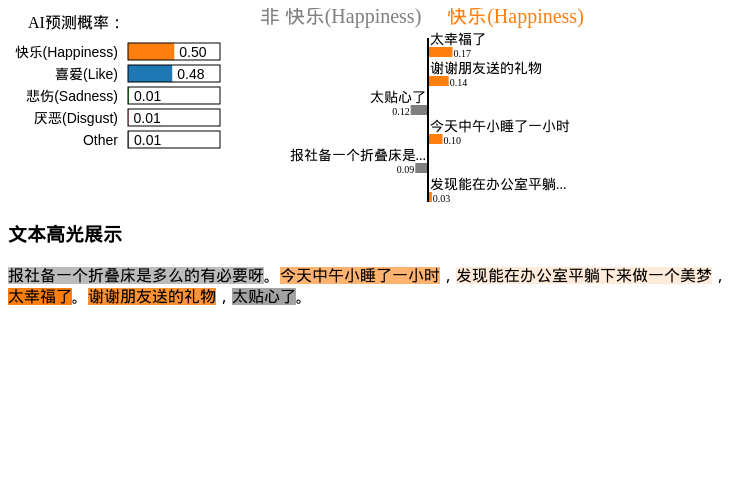 AI预测概率：
快乐(Happiness) 0.50
喜爱(Like) 0.48
悲伤(Sadness) 0.01
厌恶(Disgust) 0.01
Other 0.01
非 快乐(Happiness) 快乐(Happiness)
太幸福了
0.17
谢谢朋友送的礼物
0.14
太贴心了
0.12
今天中午小睡了一小时
0.10
报社备一个折叠床是...
0.09
发现能在办公室平躺...
0.03
文本高光展示
报社备一个折叠床是多么的有必要呀。今天中午小睡了一小时，发现能在办公室平躺下来做一个美梦，
太幸福了。谢谢朋友送的礼物，太贴心了。